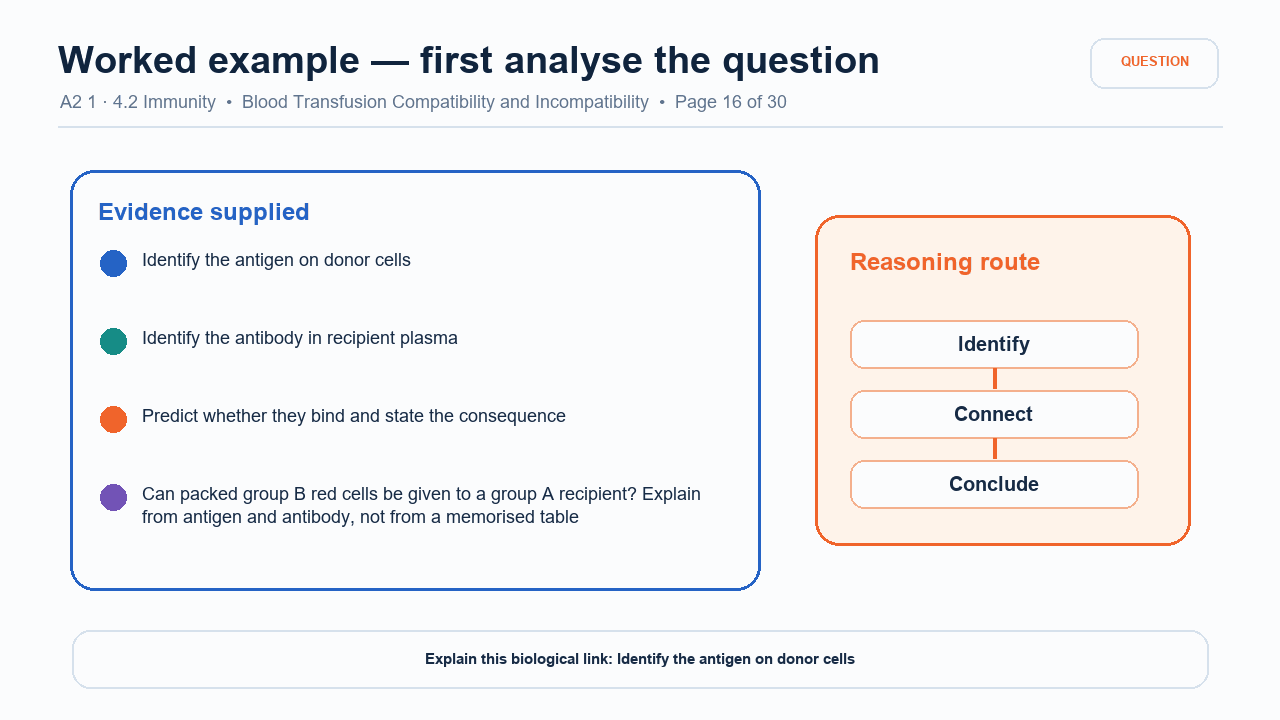 Worked example — first analyse the question
QUESTION
A2 1 · 4.2 Immunity • Blood Transfusion Compatibility and Incompatibility • Page 16 of 30
Evidence supplied
Identify the antigen on donor cells
Identify the antibody in recipient plasma
Predict whether they bind and state the consequence
Can packed group B red cells be given to a group A recipient? Explain
from antigen and antibody, not from a memorised table
Reasoning route
Identify
Connect
Conclude
Explain this biological link: Identify the antigen on donor cells